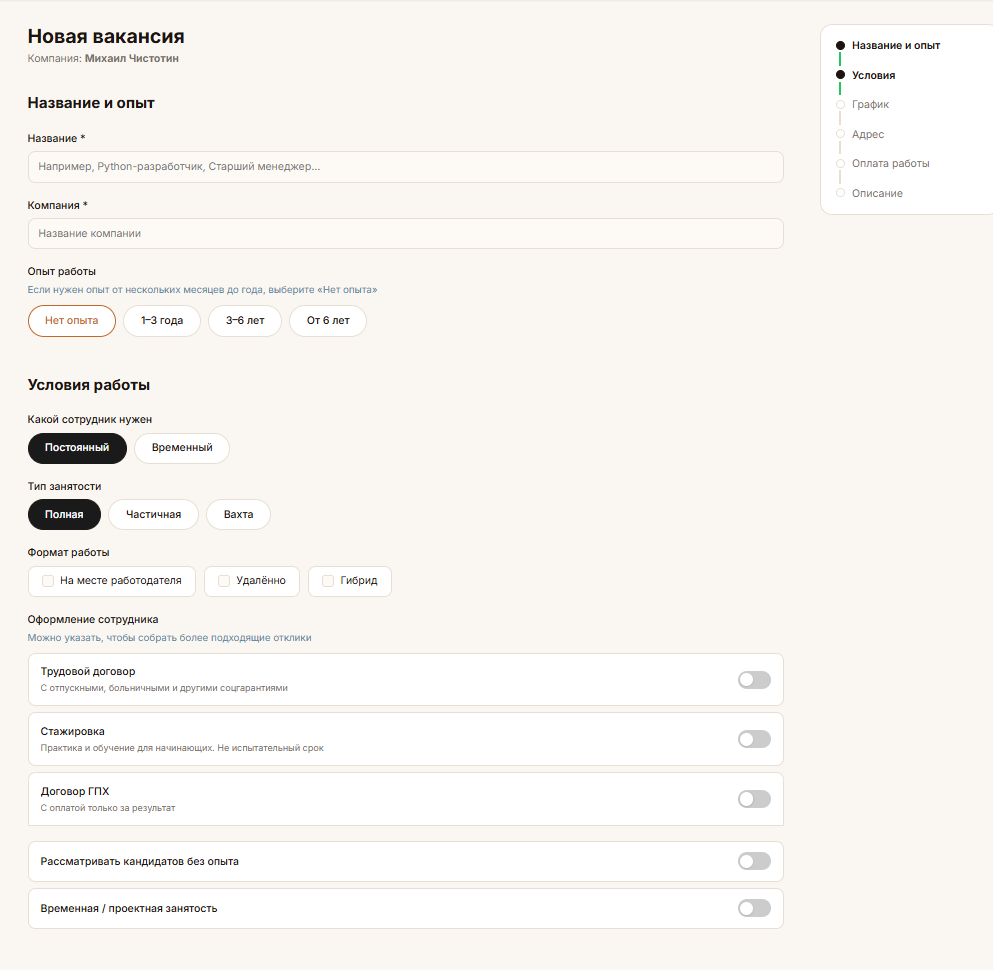 Новая вакансия
Компания: Михаил Чистотин
Название и опыт
Название *
Например, Python-разработчик, Старший менеджер...
Компания *
Название компании
Опыт работы
Если нужен опыт от нескольких месяцев до года, выберите «Нет опыта»
Нет опыта
1–3 года
3–6 лет
От 6 лет
Условия работы
Какой сотрудник нужен
Постоянный
Временный
Тип занятости
Полная
Частичная
Вахта
Формат работы
На месте работодателя
Удалённо
Гибрид
Оформление сотрудника
Можно указать, чтобы собрать более подходящие отклики
Трудовой договор
С отпускными, больничными и другими соцгарантиями
Стажировка
Практика и обучение для начинающих. Не испытательный срок
Договор ГПХ
С оплатой только за результат
Рассматривать кандидатов без опыта
Временная / проектная занятость
Название и опыт
Условия
График
Адрес
Оплата работы
Описание